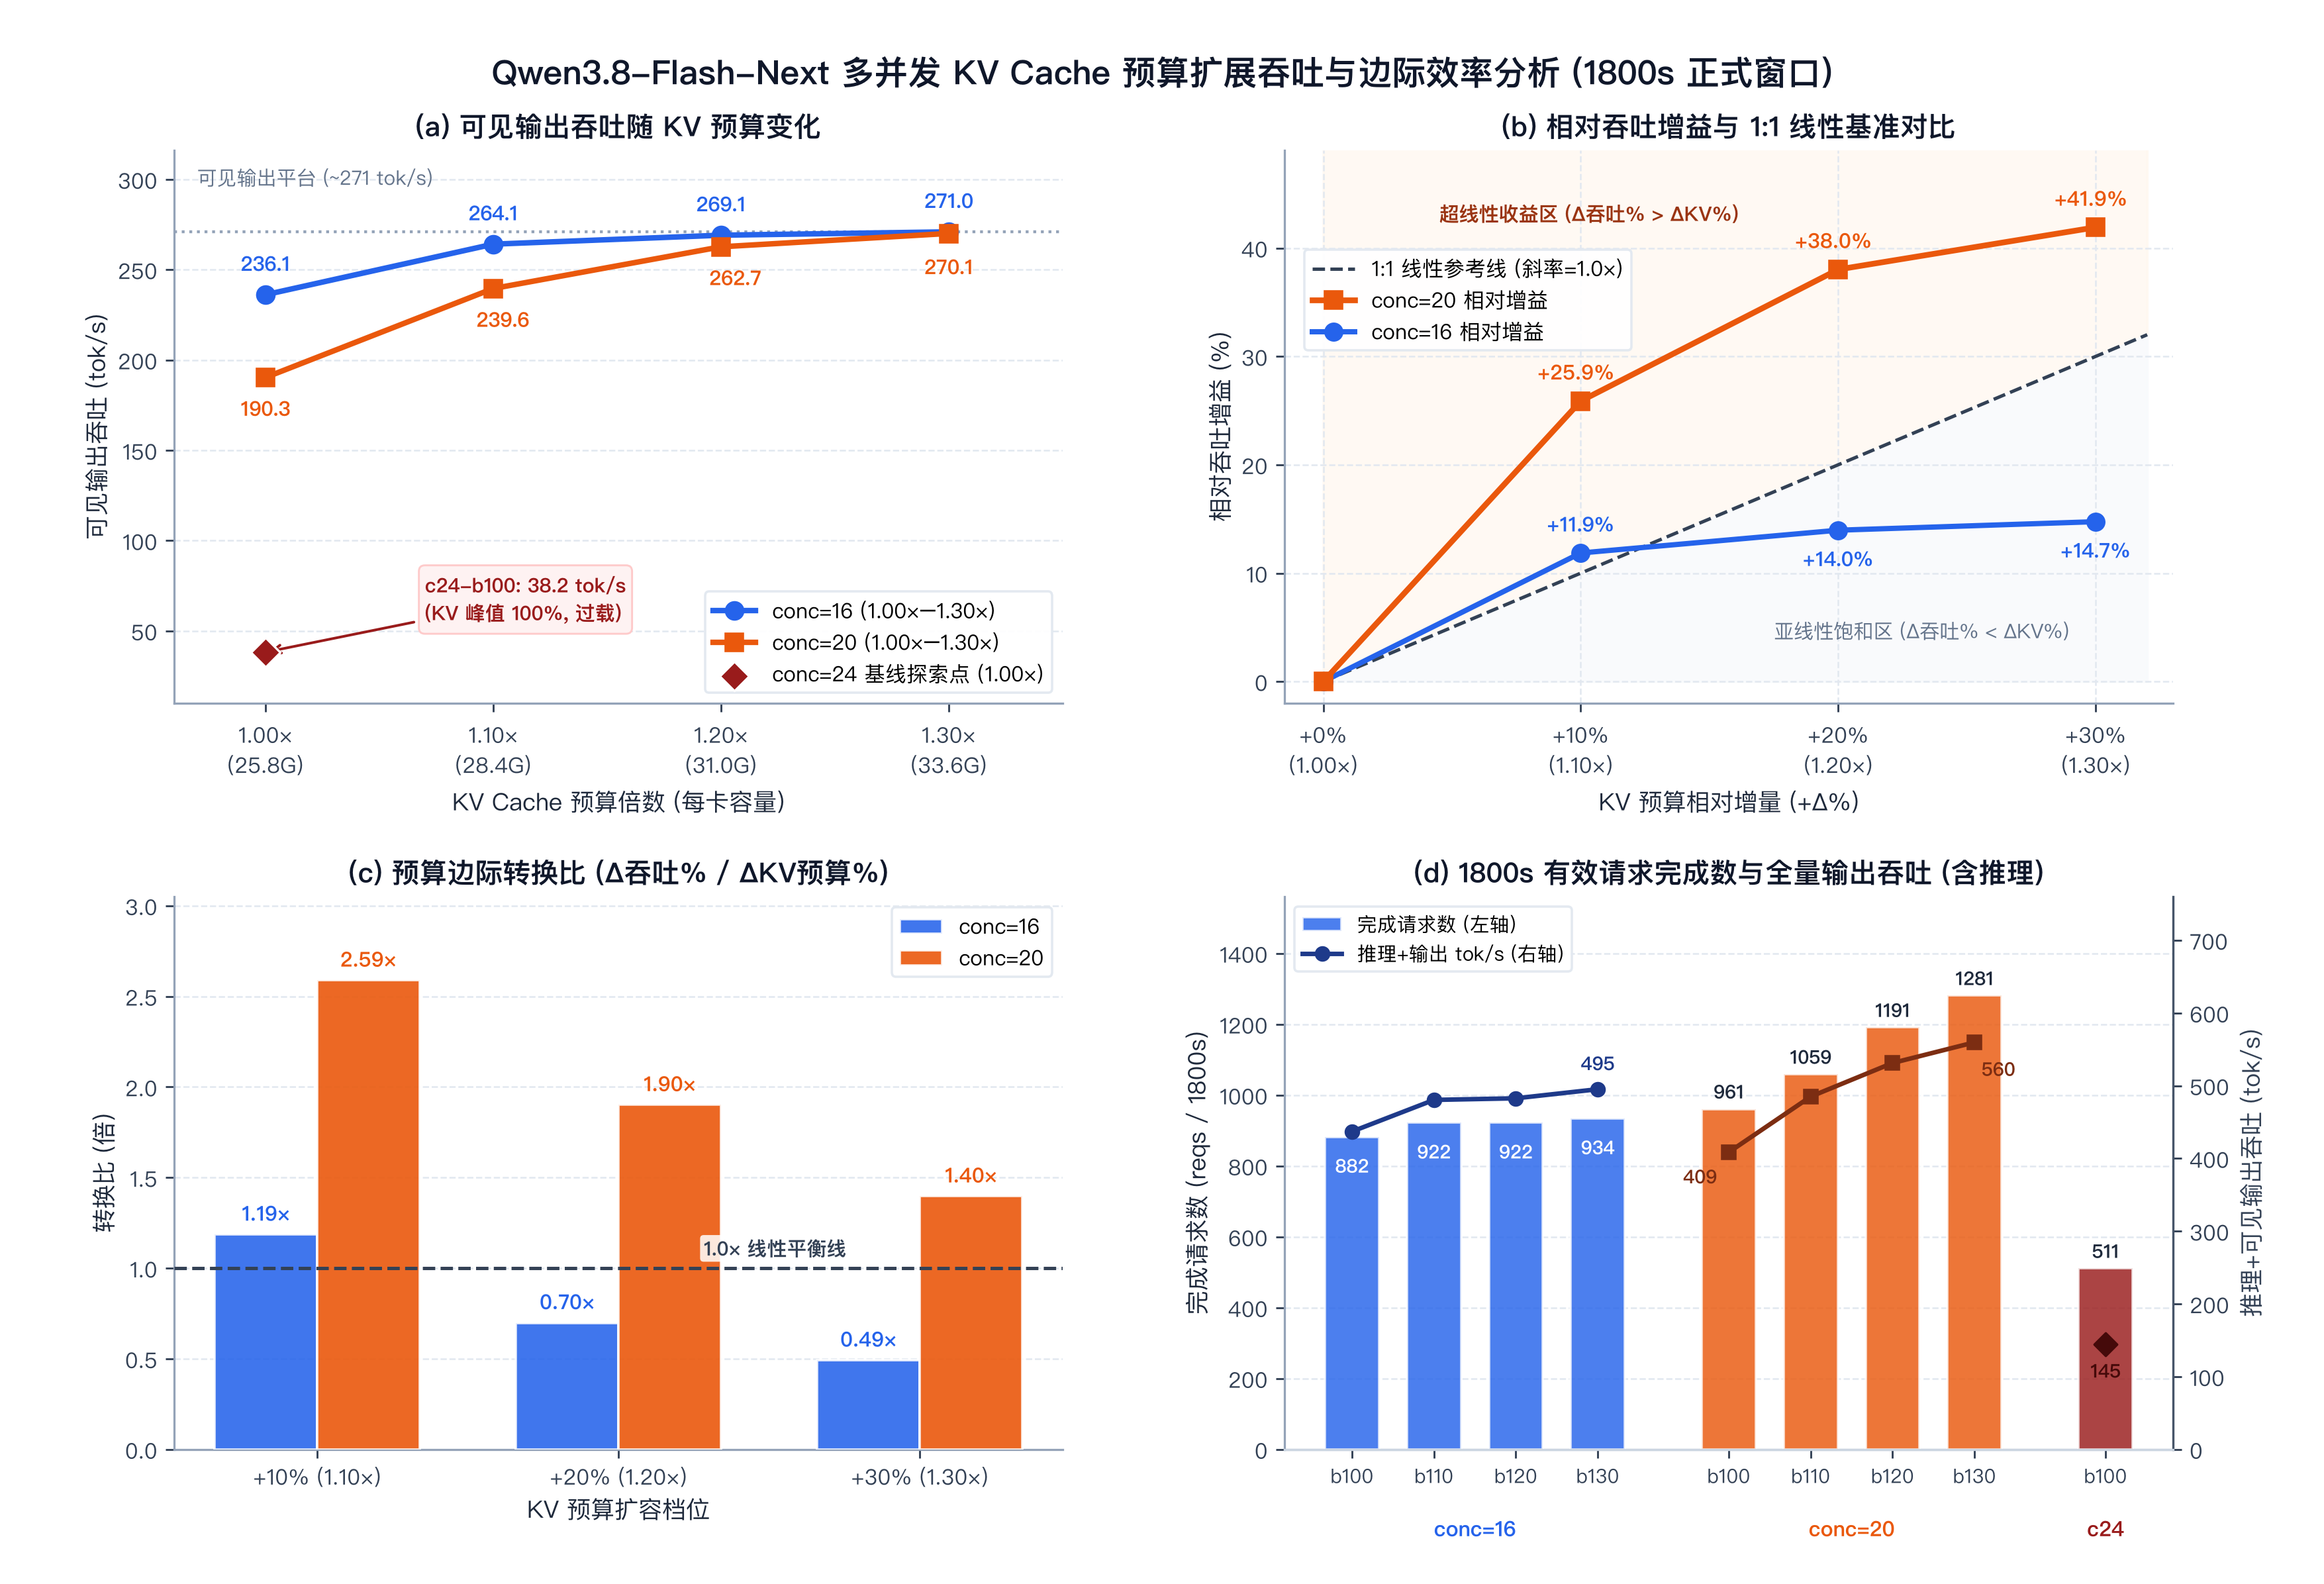 Qwen3.8–Flash–Next 多并发 KV Cache 预算扩展吞吐与边际效率分析 (1800s 正式窗口)
(a) 可见输出吞吐随 KV 预算变化
可见输出吞吐 (tok/s)
300
250
200
150
100
50
可见输出平台 (~271 tok/s)
236.1
264.1
269.1
271.0
190.3
239.6
262.7
270.1
c24–b100: 38.2 tok/s
(KV 峰值 100%, 过载)
conc=16 (1.00×—1.30×)
conc=20 (1.00×—1.30×)
conc=24 基线探索点 (1.00×)
1.00×
(25.8G)
1.10×
(28.4G)
1.20×
(31.0G)
1.30×
(33.6G)
KV Cache 预算倍数 (每卡容量)
(b) 相对吞吐增益与 1:1 线性基准对比
相对吞吐增益 (%)
40
30
20
10
0
超线性收益区 (Δ吞吐% > ΔKV%)
1:1 线性参考线 (斜率=1.0×)
conc=20 相对增益
conc=16 相对增益
+25.9%
+38.0%
+41.9%
+11.9%
+14.0%
+14.7%
亚线性饱和区 (Δ吞吐% < ΔKV%)
+0%
(1.00×)
+10%
(1.10×)
+20%
(1.20×)
+30%
(1.30×)
KV 预算相对增量 (+Δ%)
(c) 预算边际转换比 (Δ吞吐% / ΔKV预算%)
转换比 (倍)
3.0
2.5
2.0
1.5
1.0
0.5
0.0
conc=16
conc=20
1.19×
2.59×
0.70×
1.90×
0.49×
1.40×
1.0× 线性平衡线
+10% (1.10×)
+20% (1.20×)
+30% (1.30×)
KV 预算扩容档位
(d) 1800s 有效请求完成数与全量输出吞吐 (含推理)
完成请求数 (reqs / 1800s)
1400
1200
1000
800
600
400
200
0
完成请求数 (左轴)
推理+输出 tok/s (右轴)
882
922
922
934
495
961
1059
1191
1281
409
560
511
145
700
600
500
400
300
200
100
0
推理+可见输出吞吐 (tok/s)
b100
b110
b120
b130
b100
b110
b120
b130
b100
conc=16
conc=20
c24